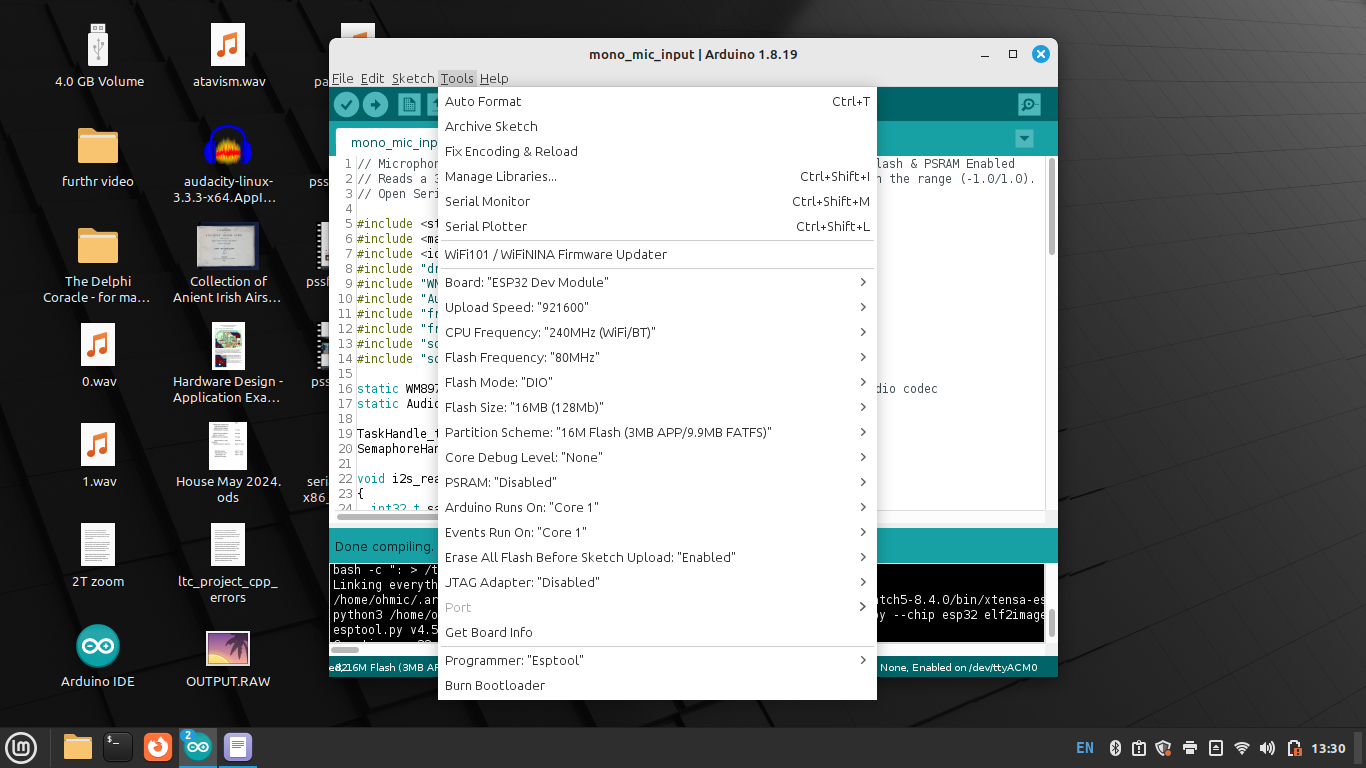 4.0 GB Volume
atavism.wav
pa
furthr video
audacity-linux-
3.3.3-x64.AppI...
pss
The Delphi
Coracle - for ma...
Collection of
Anient Irish Airs...
pssf
0.wav
Hardware Design -
Application Exa...
pss
1.wav
House May 2024.
ods
seria
x86_
2T zoom
ltc_project_cpp_
errors
Arduino IDE
OUTPUT.RAW
mono_mic_input | Arduino 1.8.19
File Edit Sketch Tools Help
mono_mic_inp
1 // Microphon
lash & PSRAM Enabled
2 // Reads a 3
n the range (-1.0/1.0).
3 // Open Seri
4
5 #include <st
6 #include <ma
7 #include <io
8 #include "dr
9 #include "WM
10 #include "Au
11 #include "fr
12 #include "fr
13 #include "so
14 #include "so
15
16 static WM897
dio codec
17 static Audio
18
19 TaskHandle_t
20 SemaphoreHan
21
22 void i2s_rea
23 {
24 int32_t sa
Auto Format Ctrl+T
Archive Sketch
Fix Encoding & Reload
Manage Libraries... Ctrl+Shift+I
Serial Monitor Ctrl+Shift+M
Serial Plotter Ctrl+Shift+L
WiFi101 / WiFiNINA Firmware Updater
Board: "ESP32 Dev Module"
Upload Speed: "921600"
CPU Frequency: "240MHz (WiFi/BT)"
Flash Frequency: "80MHz"
Flash Mode: "DIO"
Flash Size: "16MB (128Mb)"
Partition Scheme: "16M Flash (3MB APP/9.9MB FATFS)"
Core Debug Level: "None"
PSRAM: "Disabled"
Arduino Runs On: "Core 1"
Events Run On: "Core 1"
Erase All Flash Before Sketch Upload: "Enabled"
JTAG Adapter: "Disabled"
Port
Get Board Info
Programmer: "Esptool"
Burn Bootloader
Done compiling.
bash -c ": > /t
Linking everyth
/home/ohmic/.ar
atch5-8.4.0/bin/xtensa-es
python3 /home/o
py --chip esp32 elf2image
esptool.py v4.5
16M Flash (3MB AP
None, Enabled on /dev/ttyACM0
2
EN
13:30